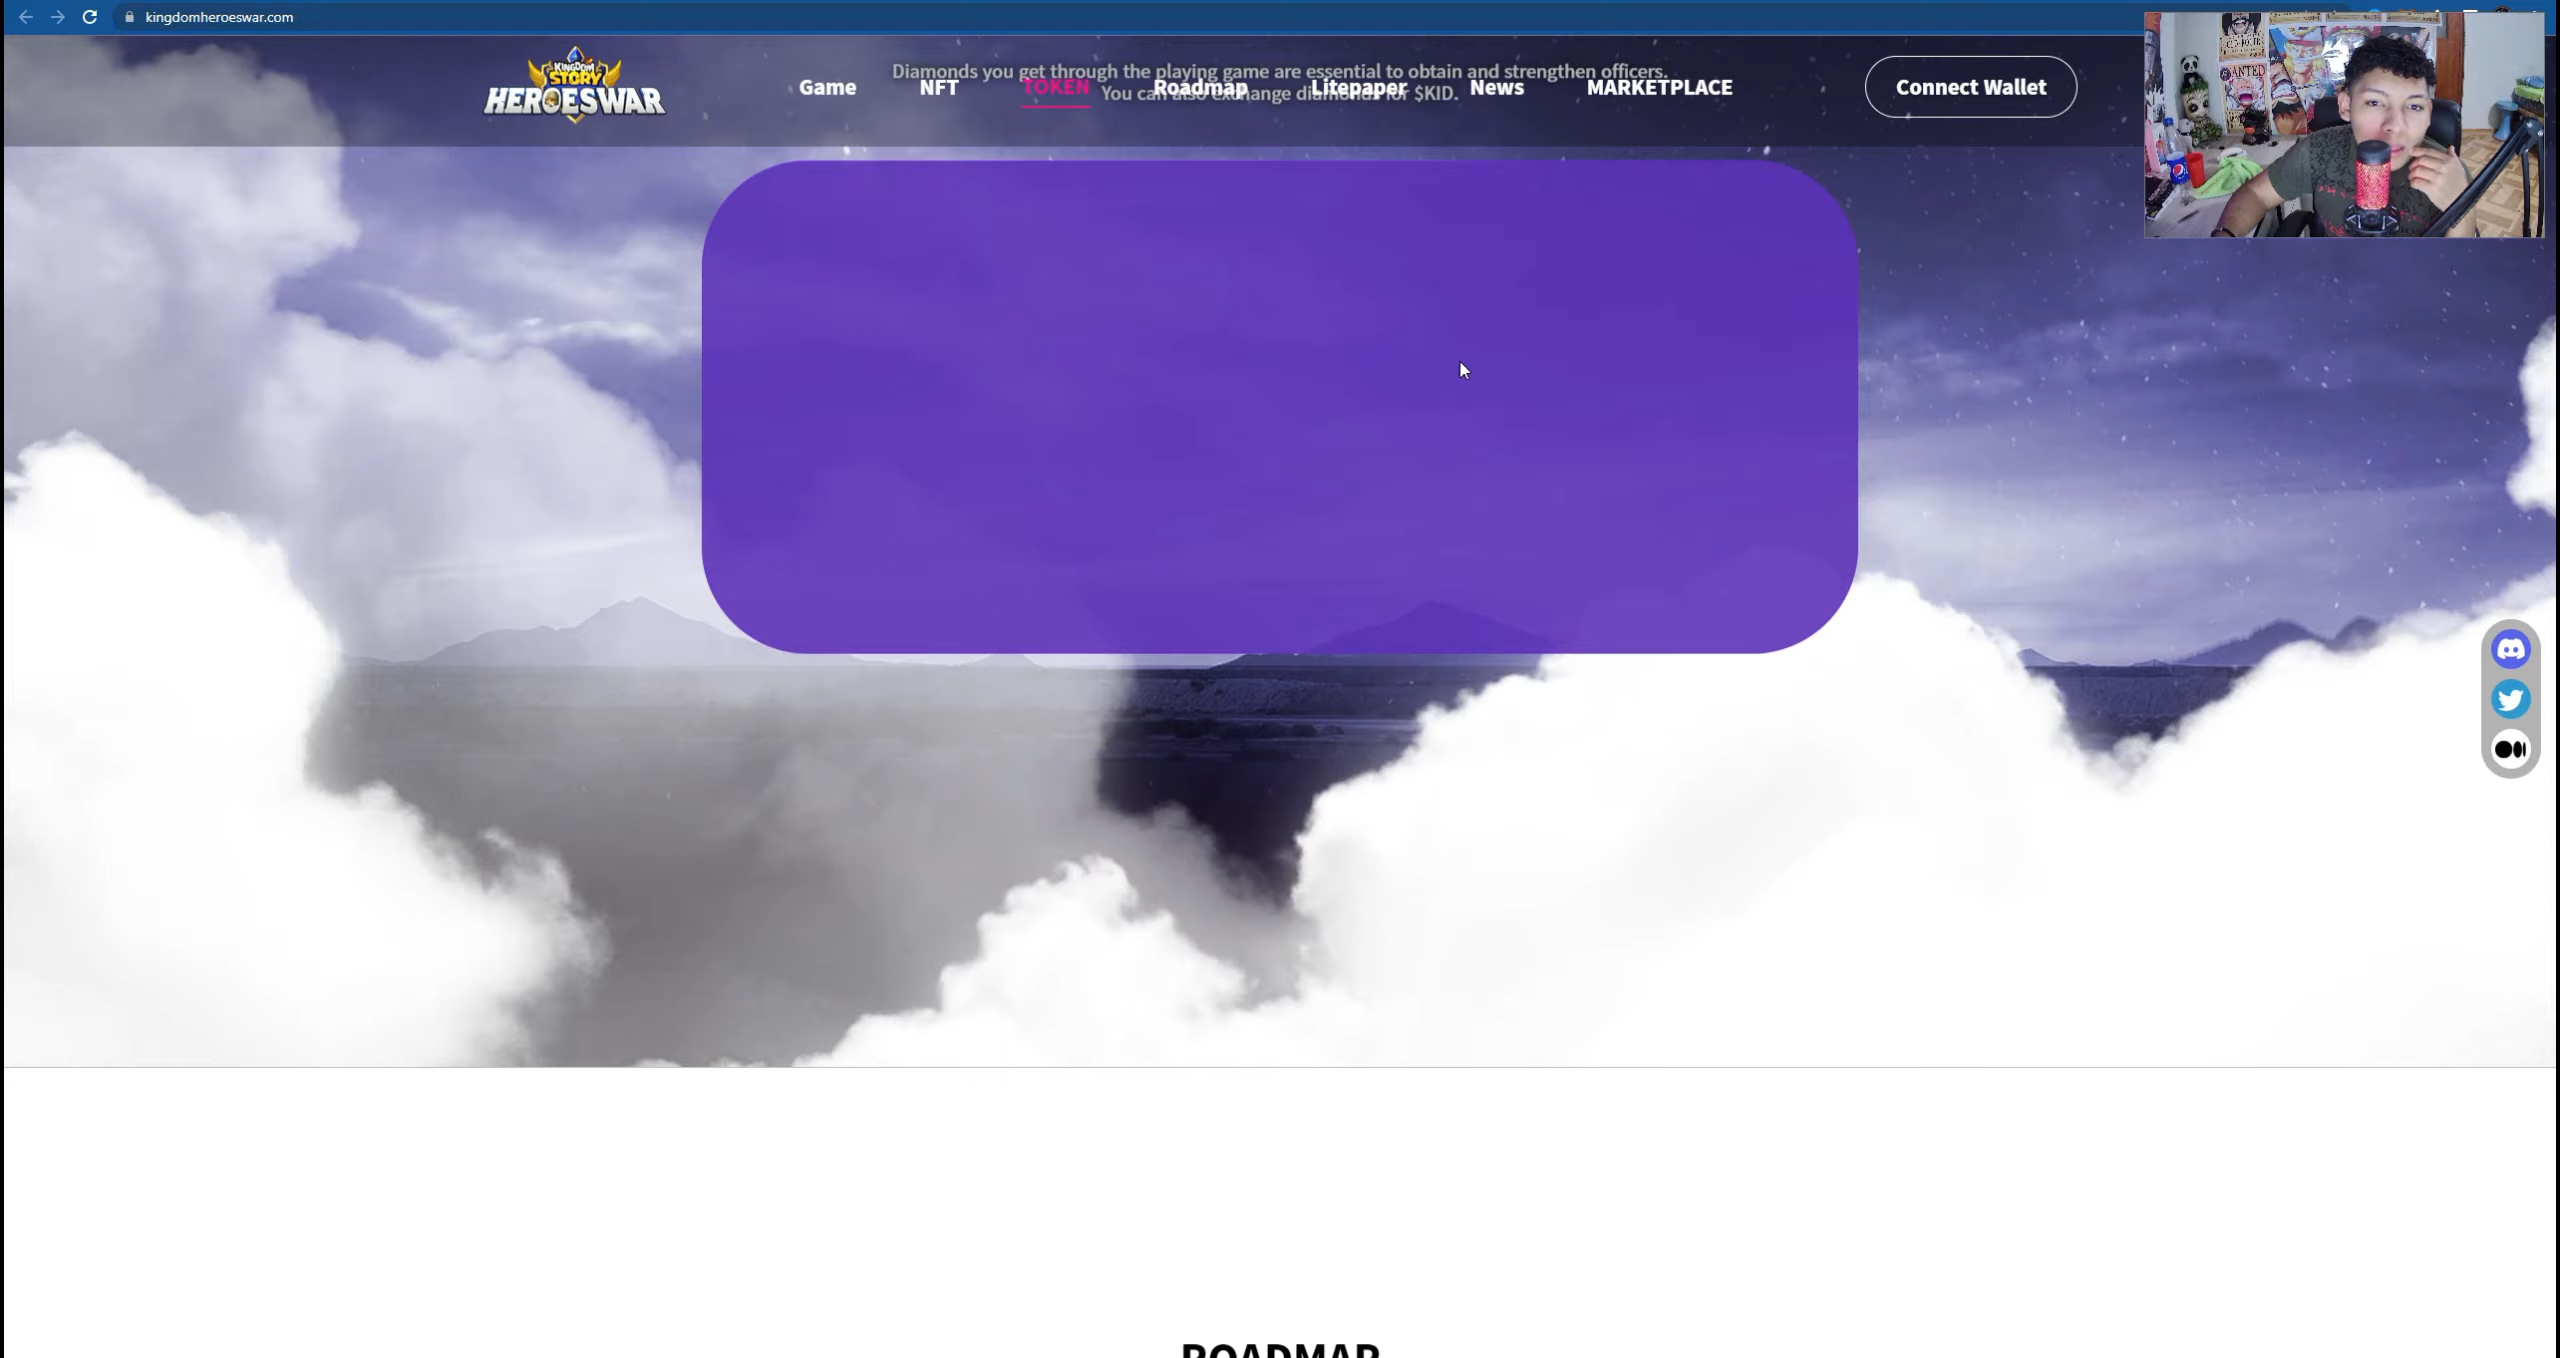 kingdomheroeswar.com
KINGDOM
STORY
HEROESWAR
Diamonds you get through the playing game are essential to obtain and strengthen officers.
You can also exchange diamonds for $KID.
Game NFT TOKEN Roadmap Litepaper News MARKETPLACE
Connect Wallet
WANTED
ROADMAP